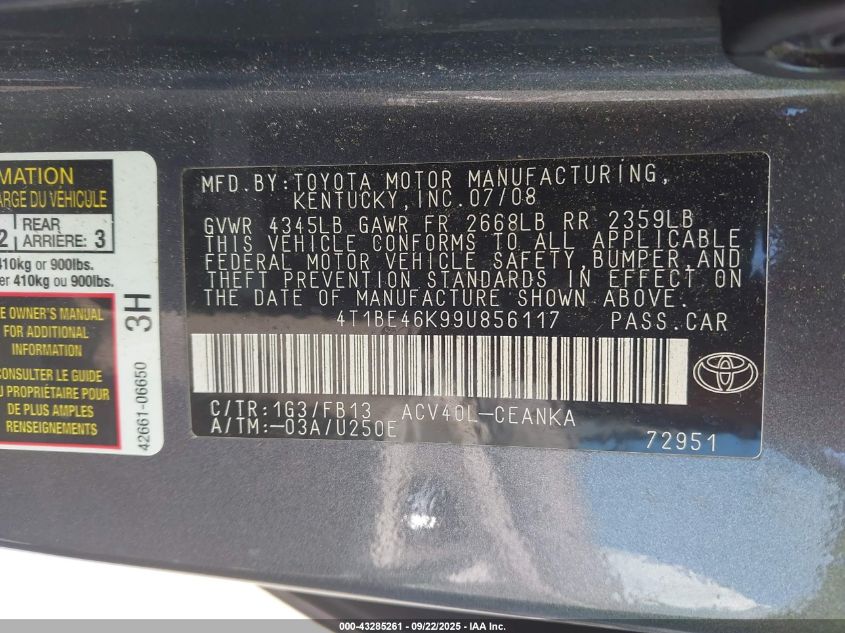 MATION
ARGE DU VÉHICULE
2 REAR ARRIÈRE: 3
410kg or 900lbs.
er 410kg ou 900lbs.
E OWNER'S MANUAL
FOR ADDITIONAL
INFORMATION
CONSULTER LE GUIDE
U PROPRIÉTAIRE POUR
DE PLUS AMPLES
RENSEIGNEMENTS
3H
42661-06650
MFD.BY:TOYOTA MOTOR MANUFACTURING,
KENTUCKY,INC.07/08
GVWR 4345LB GAWR FR 2668LB RR 2359LB
THIS VEHICLE CONFORMS TO ALL APPLICABLE
FEDERAL MOTOR VEHICLE SAFETY,BUMPER,AND
THEFT PREVENTION STANDARDS IN EFFECT ON
THE DATE OF MANUFACTURE SHOWN ABOVE.
4T1BE46K99U856117 PASS.CAR
C/TR:1G3/FB13 ACV40L-CEANKA
A/TM:-03A/U250E
72951
000-43285261 - 09/22/2025 - IAA Inc.